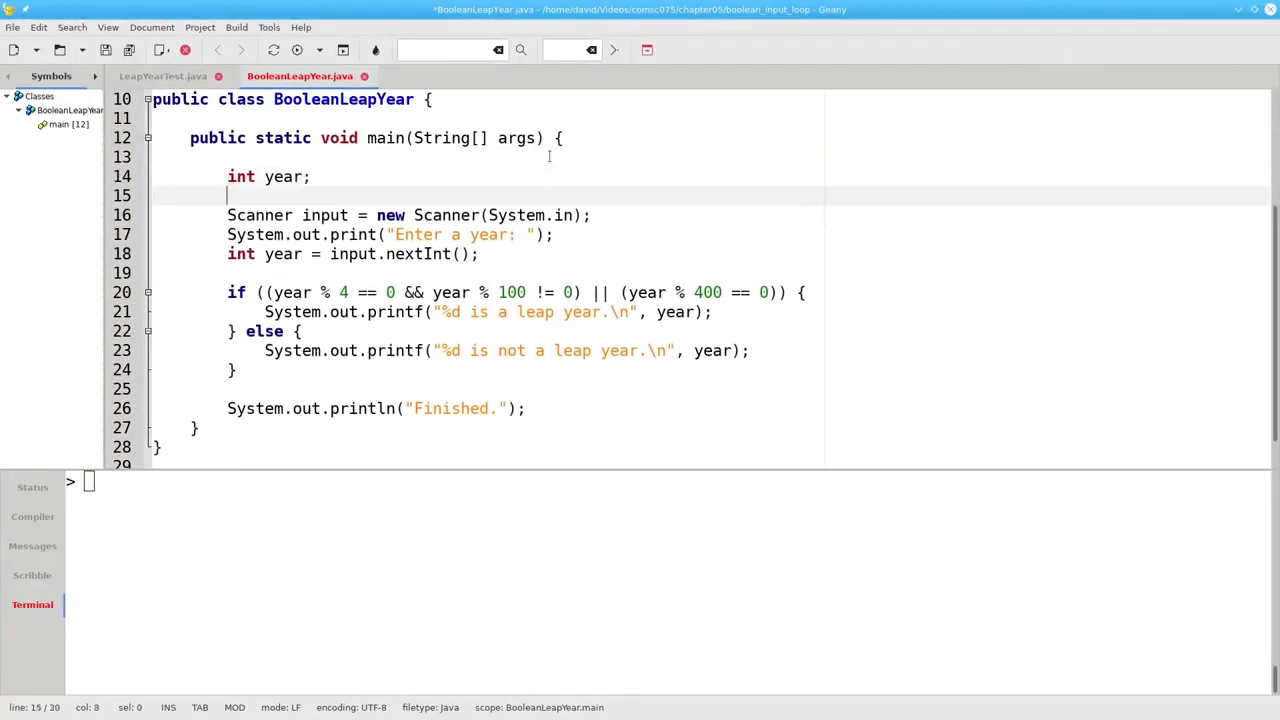 *BooleanLeapYear.java - /home/david/Videos/comsc075/chapter05/boolean_input_loop - Geany
File Edit Search View Document Project Build Tools Help
Symbols LeapYearTest.java BooleanLeapYear.java
Classes
BooleanLeapYear
main [12]
10 public class BooleanLeapYear {
11
12 public static void main(String[] args) {
13
14 int year;
15
16 Scanner input = new Scanner(System.in);
17 System.out.print("Enter a year: ");
18 int year = input.nextInt();
19
20 if ((year % 4 == 0 && year % 100 != 0) || (year % 400 == 0)) {
21 System.out.printf("%d is a leap year.\n", year);
22 } else {
23 System.out.printf("%d is not a leap year.\n", year);
24 }
25
26 System.out.println("Finished.");
27 }
28 }
29
>
Status
Compiler
Messages
Scribble
Terminal
line: 15 / 20 col: 8 sel: 0 INS TAB MOD mode: LF encoding: UTF-8 filetype: Java scope: BooleanLeapYear.main